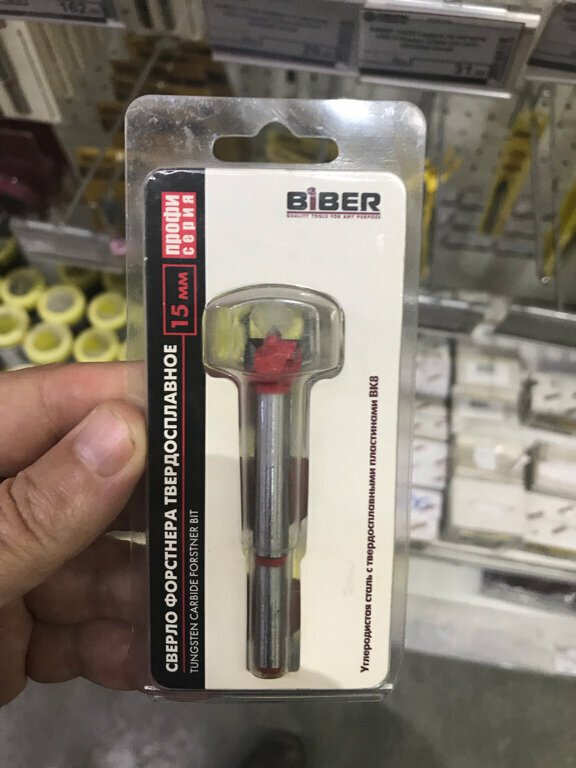 BiBER
QUALITY TOOLS FOR ANY PURPOSE
профи
серия
15 мм
СВЕРЛО ФОРСТНЕРА ТВЕРДОСПЛАВНОЕ
TUNGSTEN CARBIDE FORSTNER BIT
Углеродистая сталь с твердосплавными пластинами ВК8